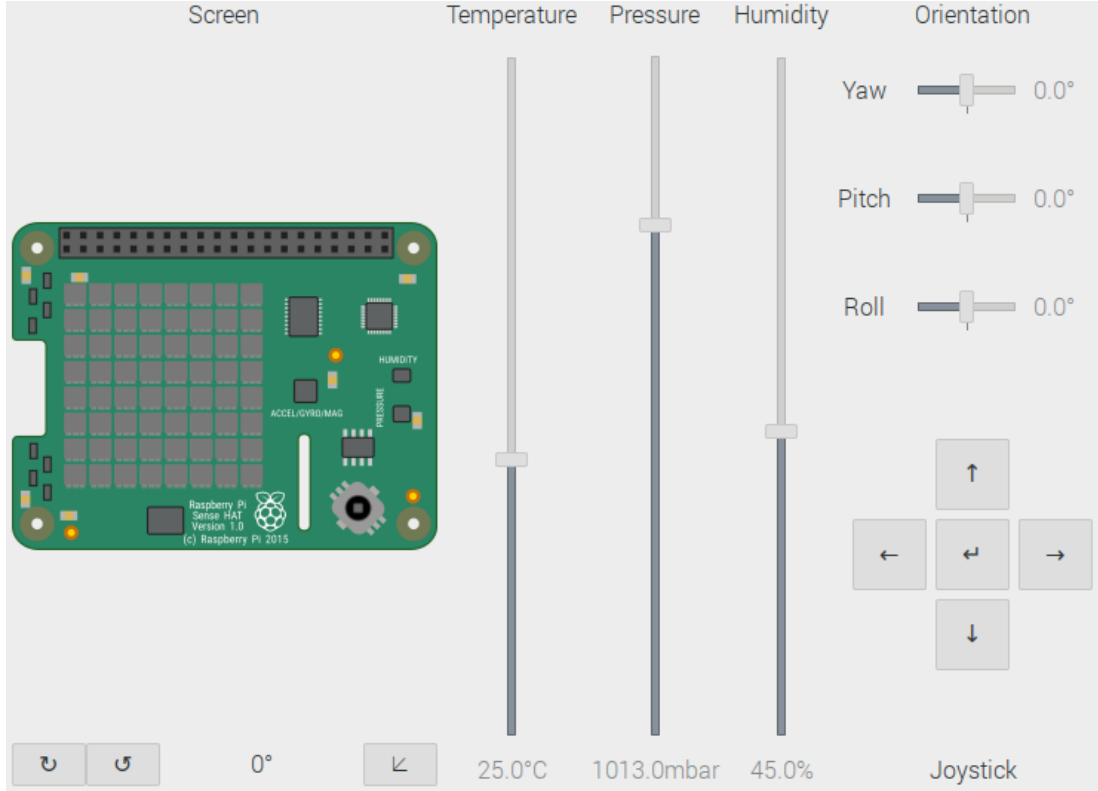 Screen Temperature Pressure Humidity Orientation
Yaw 0.0°
Pitch 0.0°
Roll 0.0°
HUMIDITY
PRESSURE
ACCEL/GYRO/MAG
Raspberry Pi
Sense HAT
Version 1.0
(c) Raspberry Pi 2015
↑
← ↵ →
↓
↻ ↺ 0° 25.0°C 1013.0mbar 45.0% Joystick